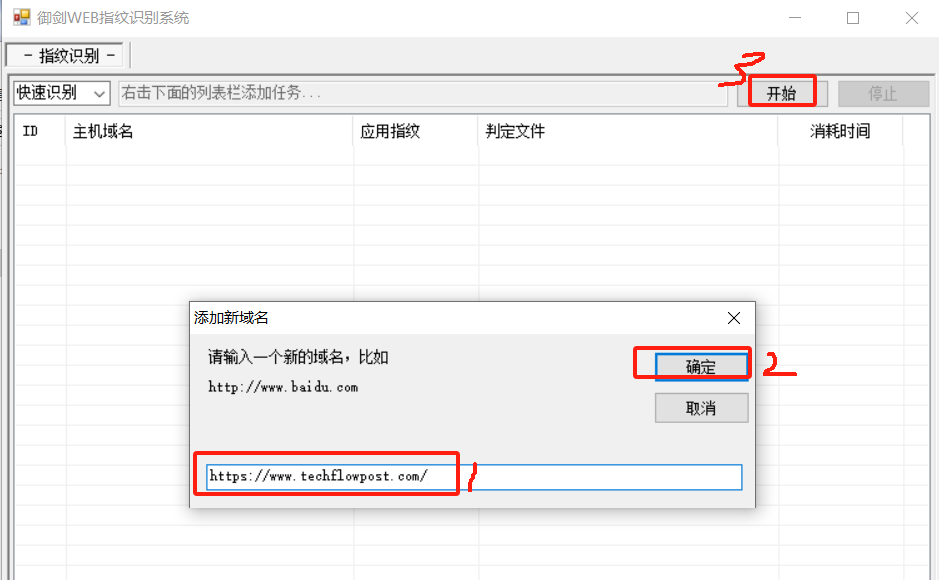 御剑WEB指纹识别系统
- 指纹识别 -
快速识别 右击下面的列表栏添加任务... 开始 停止
3
ID 主机域名 应用指纹 判定文件 消耗时间
添加新域名
请输入一个新的域名，比如
http://www.baidu.com
确定 2
取消
https://www.techflowpost.com/ 1